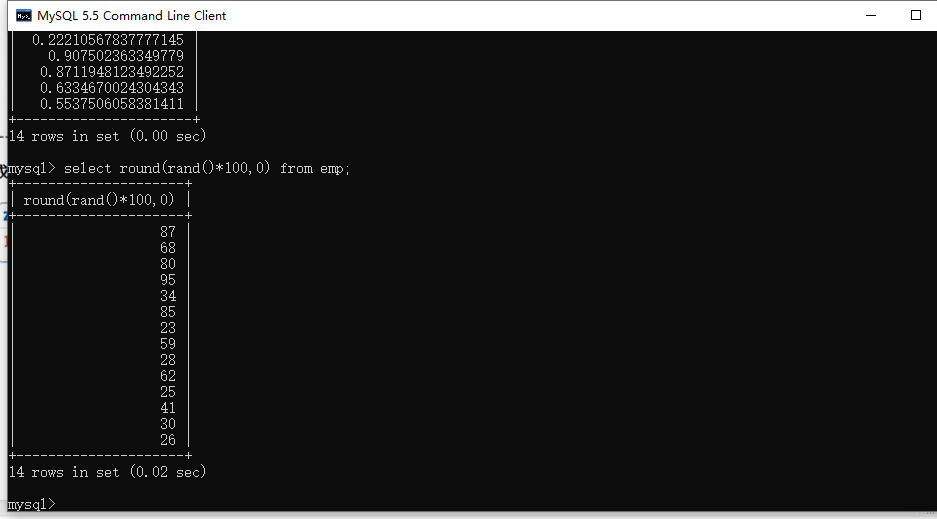 MySQL 5.5 Command Line Client
| 0.22210567837777145 |
| 0.907502363349779 |
| 0.8711948123492252 |
| 0.6334670024304343 |
| 0.5537506058381411 |
+----------------------+
14 rows in set (0.00 sec)
mysql> select round(rand()*100,0) from emp;
+---------------------+
| round(rand()*100,0) |
+---------------------+
| 87 |
| 68 |
| 80 |
| 95 |
| 34 |
| 85 |
| 23 |
| 59 |
| 28 |
| 62 |
| 25 |
| 41 |
| 30 |
| 26 |
+---------------------+
14 rows in set (0.02 sec)
mysql>